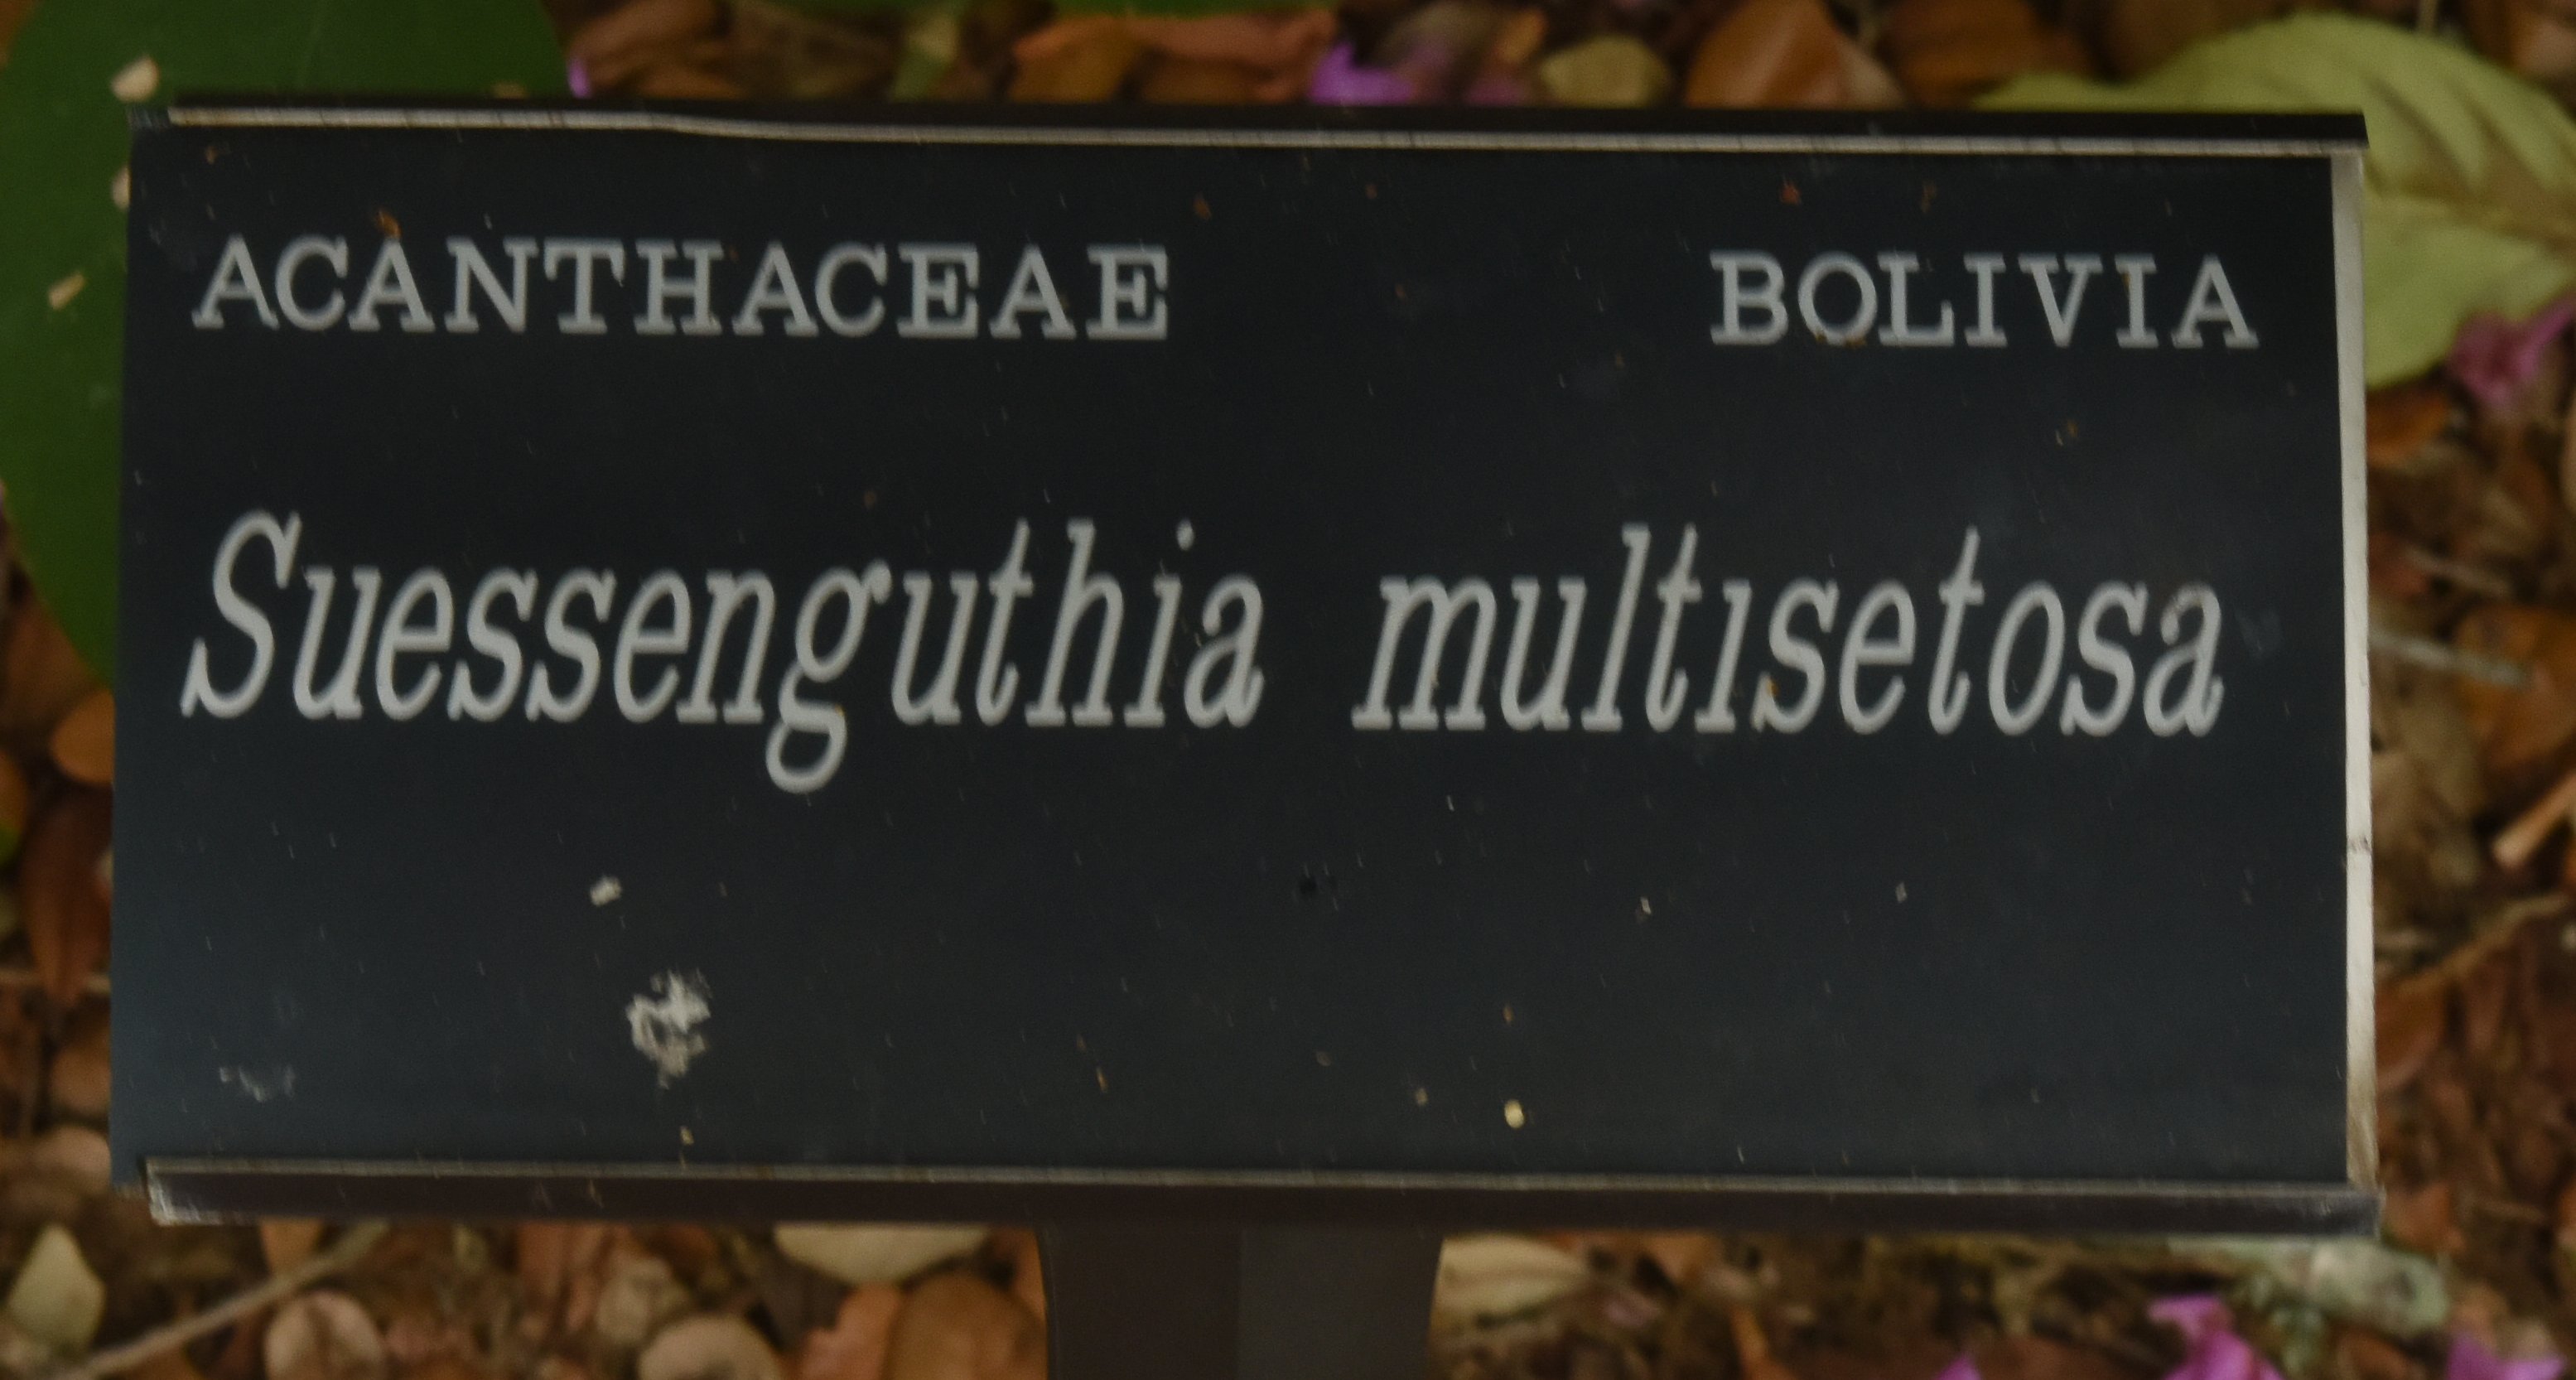 ACANTHACEAE BOLIVIA
Suessenguthia multisetosa